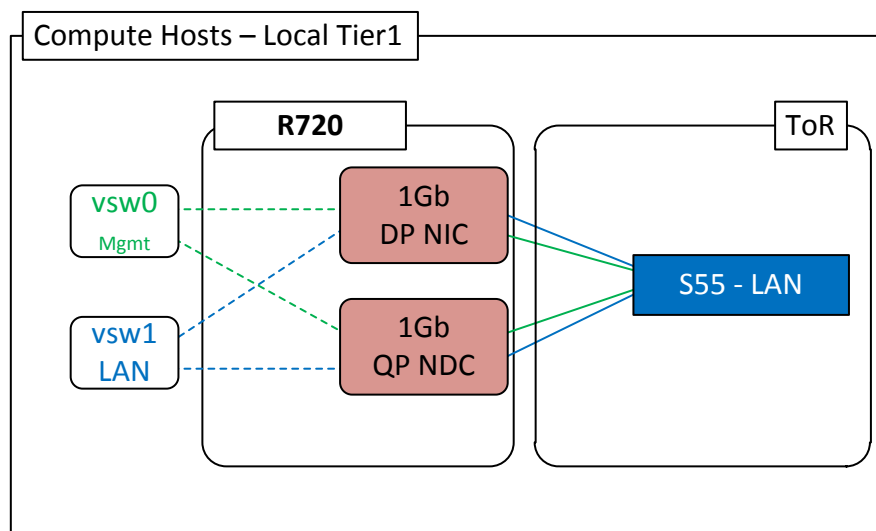 Compute Hosts – Local Tier1
R720
ToR
vsw0
Mgmt
1Gb
DP NIC
S55 - LAN
vsw1
LAN
1Gb
QP NDC